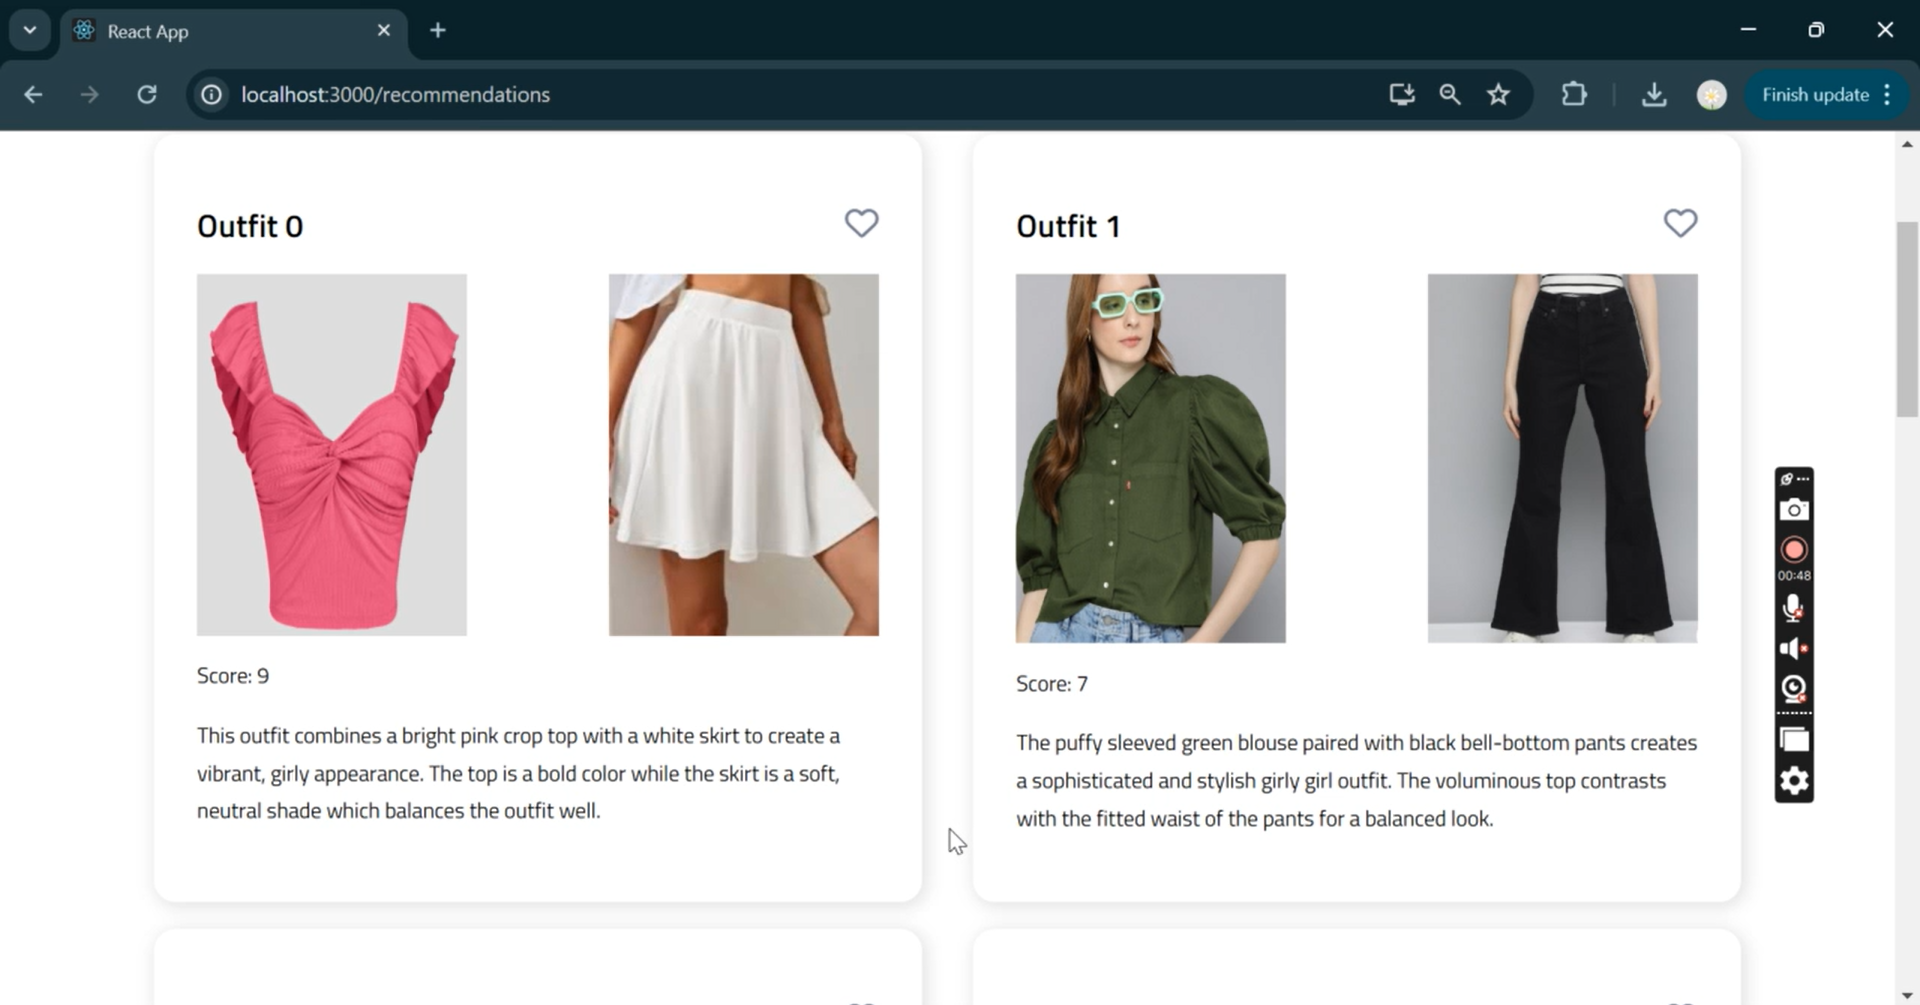 React App
localhost:3000/recommendations
Finish update
Outfit 0
Outfit 1
Score: 9
This outfit combines a bright pink crop top with a white skirt to create a
vibrant, girly appearance. The top is a bold color while the skirt is a soft,
neutral shade which balances the outfit well.
Score: 7
The puffy sleeved green blouse paired with black bell-bottom pants creates
a sophisticated and stylish girly girl outfit. The voluminous top contrasts
with the fitted waist of the pants for a balanced look.
00:48